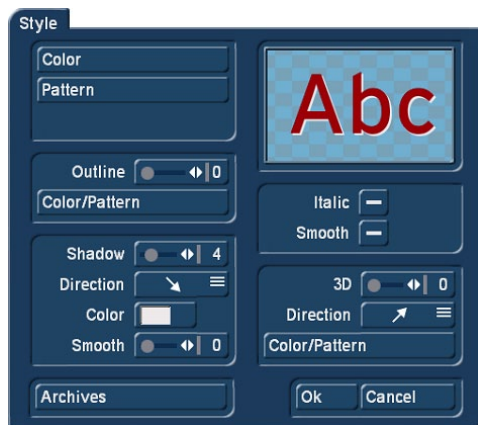 Style
Color
Pattern
Outline 0
Color/Pattern
Shadow 4
Direction
Color
Smooth 0
Archives
Abc
Italic
Smooth
3D 0
Direction
Color/Pattern
Ok Cancel